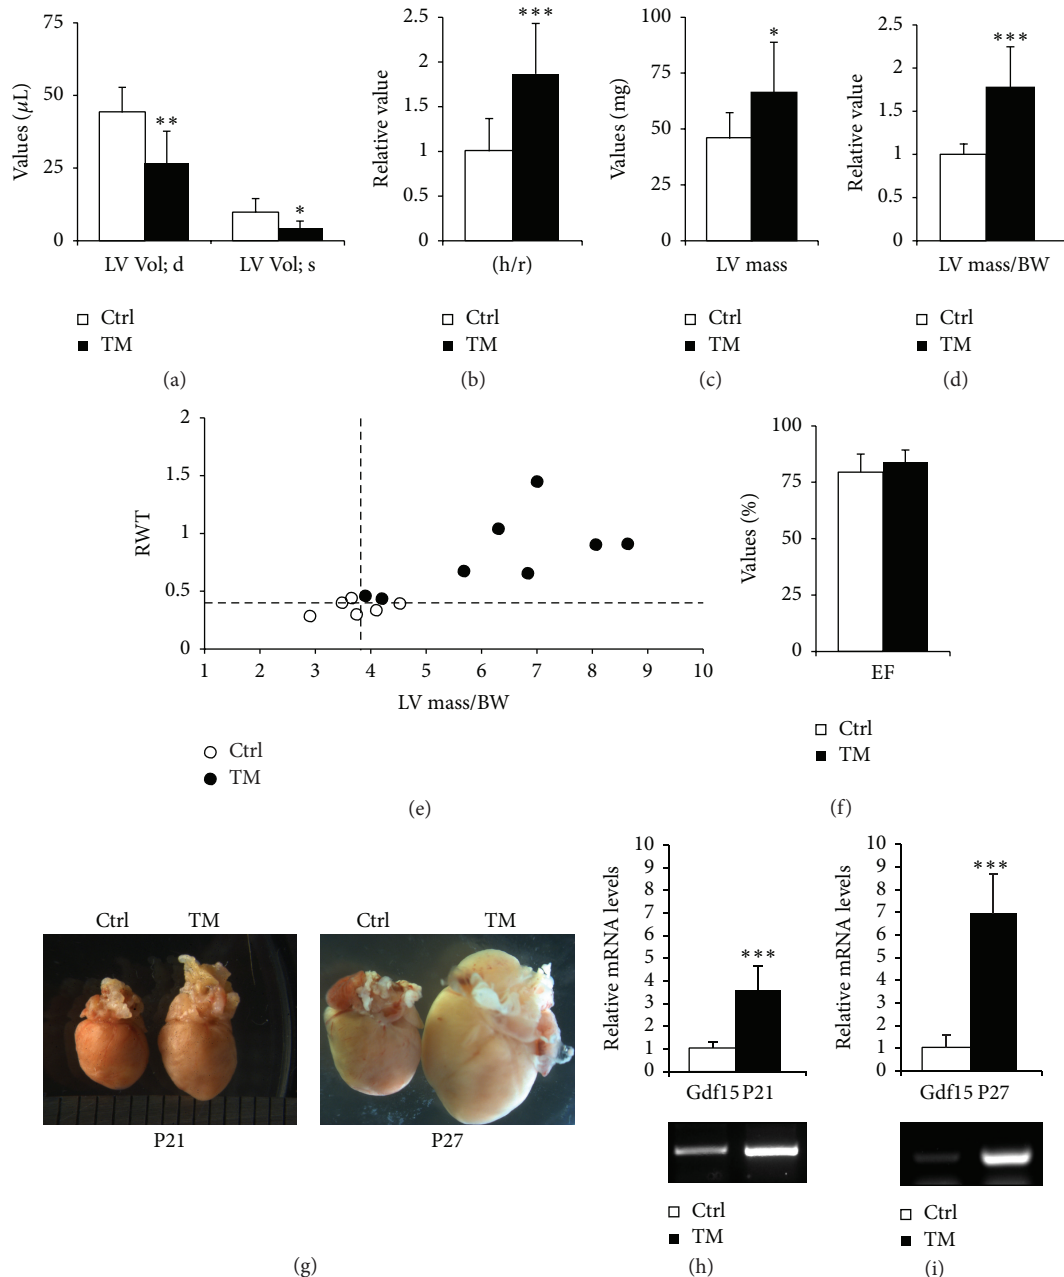 75
50
25
0
Values (μL)
**
*
LV Vol; d
LV Vol; s
Ctrl
TM
(a)
2.5
2
1.5
1
0.5
0
Relative value
***
(h/r)
Ctrl
TM
(b)
100
75
50
25
0
Values (mg)
*
LV mass
Ctrl
TM
(c)
2.5
2
1.5
1
0.5
0
Relative value
***
LV mass/BW
Ctrl
TM
(d)
2
1.5
1
0.5
0
RWT
1 2 3 4 5 6 7 8 9 10
LV mass/BW
Ctrl
TM
(e)
100
75
50
25
0
Values (%)
EF
Ctrl
TM
(f)
Ctrl TM
P21
Ctrl TM
P27
(g)
10
9
8
7
6
5
4
3
2
1
0
Relative mRNA levels
***
Gdf15 P21
Ctrl
TM
(h)
10
9
8
7
6
5
4
3
2
1
0
Relative mRNA levels
***
Gdf15 P27
Ctrl
TM
(i)